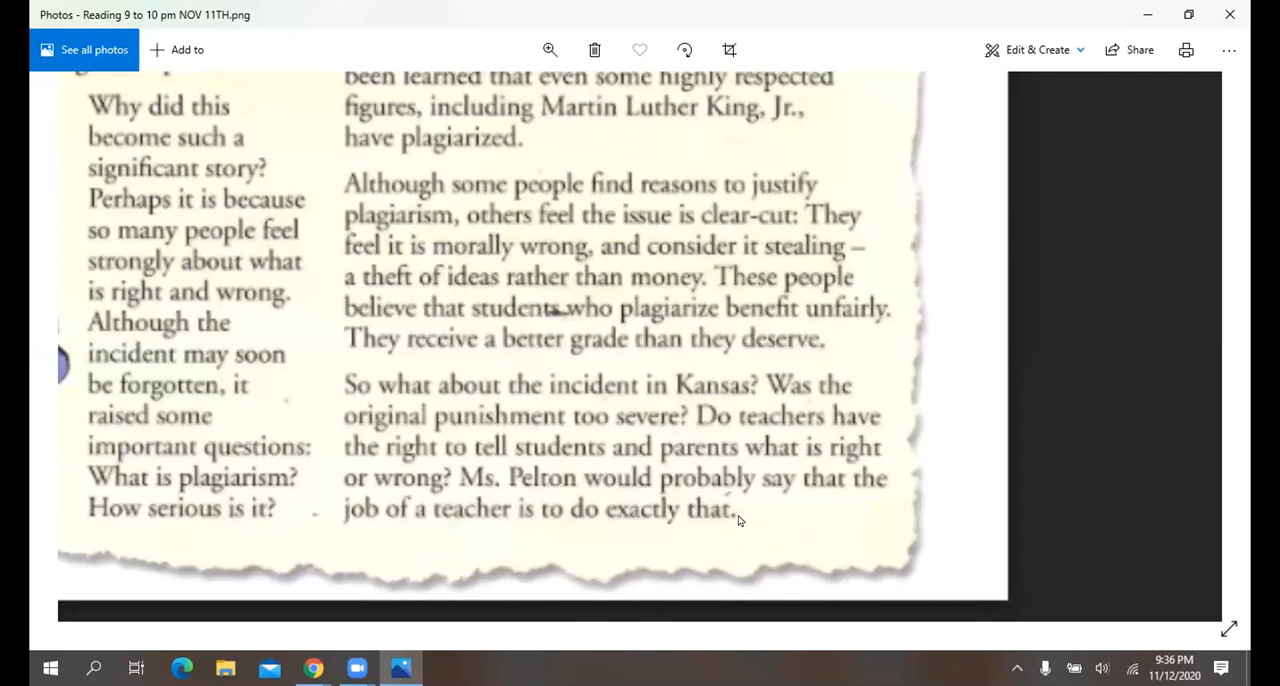 Photos - Reading 9 to 10 pm NOV 11TH.png
See all photos
Add to
Edit & Create
Share
Why did this
become such a
significant story?
Perhaps it is because
so many people feel
strongly about what
is right and wrong.
Although the
incident may soon
be forgotten, it
raised some
important questions:
What is plagiarism?
How serious is it?
been learned that even some highly respected
figures, including Martin Luther King, Jr.,
have plagiarized.
Although some people find reasons to justify
plagiarism, others feel the issue is clear-cut: They
feel it is morally wrong, and consider it stealing –
a theft of ideas rather than money. These people
believe that students who plagiarize benefit unfairly.
They receive a better grade than they deserve.
So what about the incident in Kansas? Was the
original punishment too severe? Do teachers have
the right to tell students and parents what is right
or wrong? Ms. Pelton would probably say that the
job of a teacher is to do exactly that.
9:36 PM
11/12/2020